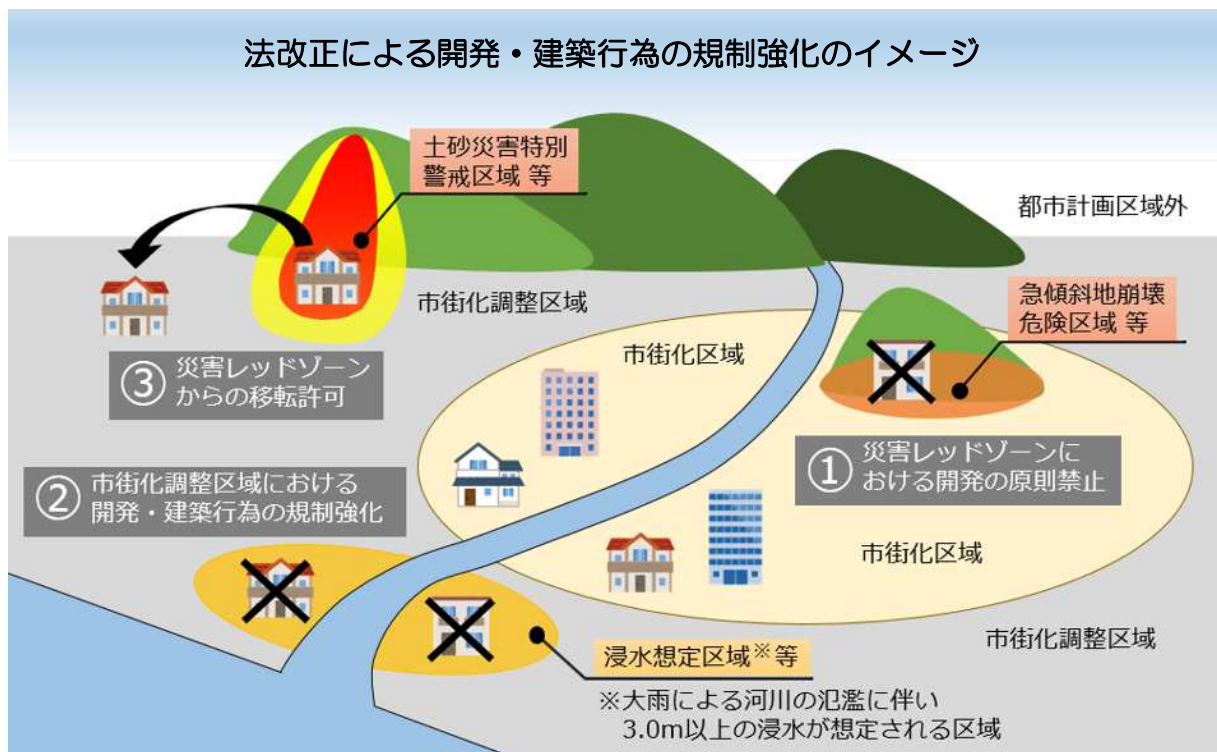 法改正による開発・建築行為の規制強化のイメージ
土砂災害特別
警戒区域 等
都市計画区域外
市街化調整区域
急傾斜地崩壊
危険区域 等
市街化区域
③ 災害レッドゾーン
からの移転許可
① 災害レッドゾーンに
おける開発の原則禁止
② 市街化調整区域における
開発・建築行為の規制強化
市街化区域
市街化調整区域
浸水想定区域※等
※大雨による河川の氾濫に伴い
3.0m以上の浸水が想定される区域